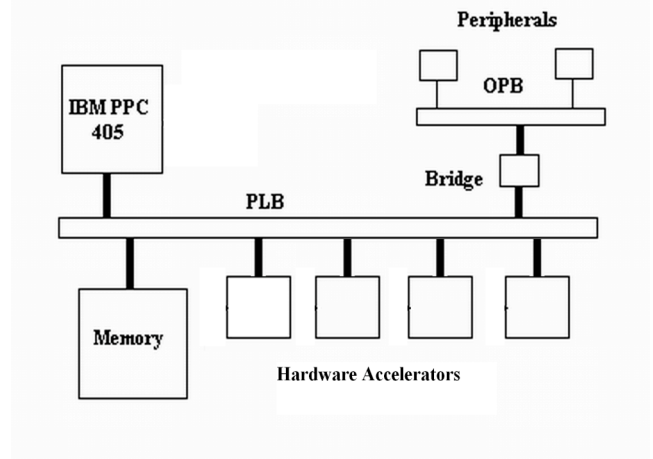 Peripherals
IBM PPC
405
OPB
Bridge
PLB
Memory
Hardware Accelerators